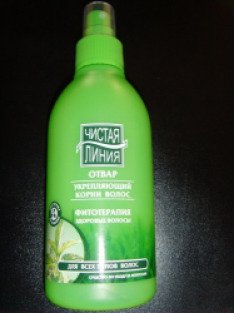 ЧИСТАЯ
ЛИНИЯ
ОТВАР
УКРЕПЛЯЮЩИЙ
КОРНИ ВОЛОС
ФИТОТЕРАПИЯ
ЗДОРОВЫЕ ВОЛОСЫ
ДЛЯ ВСЕХ ТИПОВ ВОЛОС